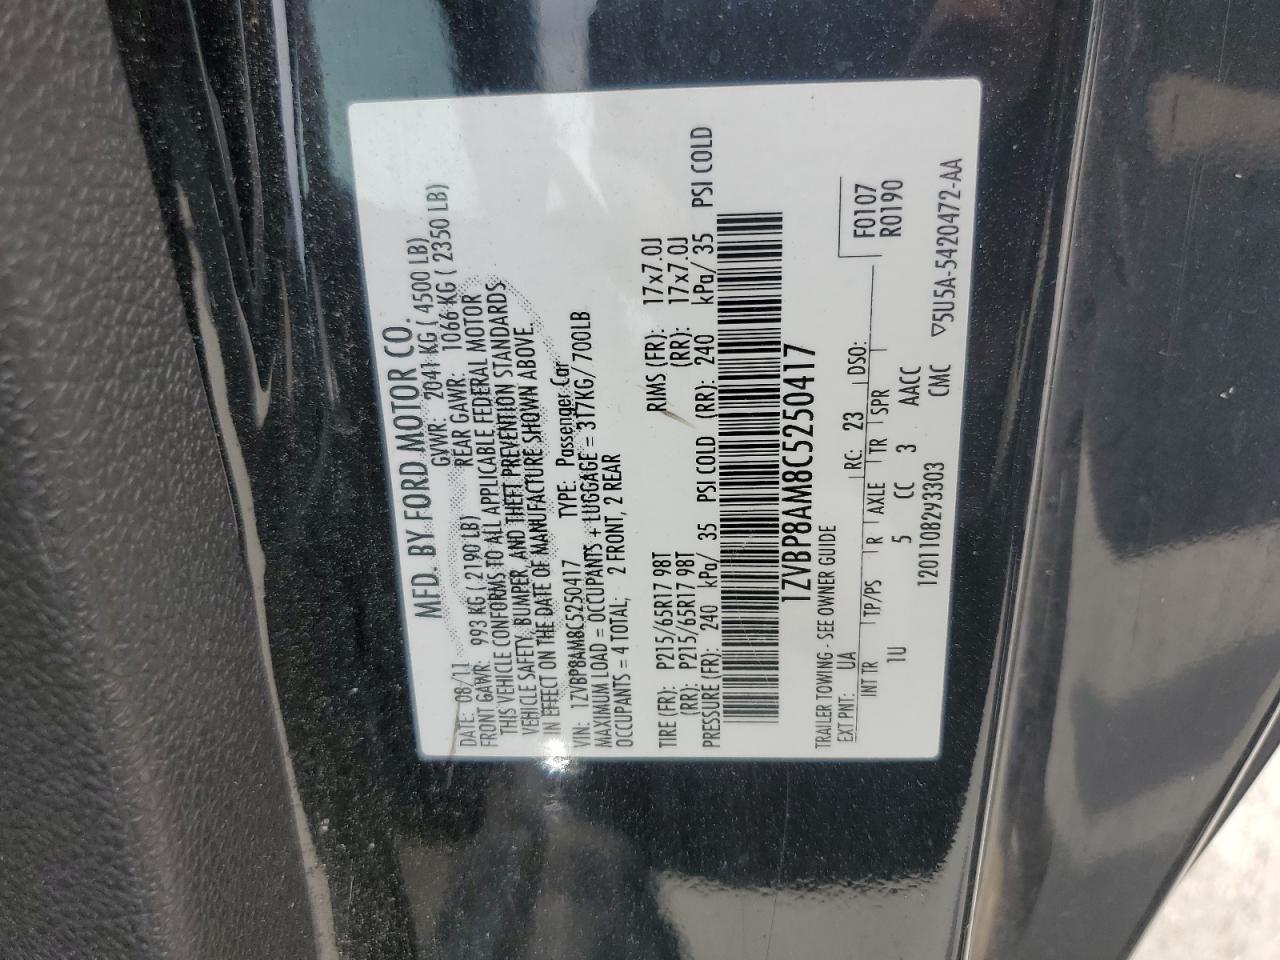 MFD. BY FORD MOTOR CO.
DATE: 08/11 GVWR: 2041 KG ( 4500 LB)
FRONT GAWR: 993 KG ( 2190 LB) REAR GAWR: 1066 KG ( 2350 LB)
THIS VEHICLE CONFORMS TO ALL APPLICABLE FEDERAL MOTOR
VEHICLE SAFETY, BUMPER, AND THEFT PREVENTION STANDARDS
IN EFFECT ON THE DATE OF MANUFACTURE SHOWN ABOVE.
VIN: 1ZVBP8AM8C5250417 TYPE: Passenger Car
MAXIMUM LOAD = OCCUPANTS + LUGGAGE = 317KG/700LB
OCCUPANTS = 4 TOTAL; 2 FRONT, 2 REAR
TIRE (FR): P215/65R17 98T RIMS (FR): 17x7.0J
(RR): P215/65R17 98T (RR): 17x7.0J
PRESSURE (FR): 240 kPa/ 35 PSI COLD (RR): 240 kPa/ 35 PSI COLD
1ZVBP8AM8C5250417
TRAILER TOWING - SEE OWNER GUIDE
EXT PNT: UA RC: 23 DSO: F0107
INT TR TP/PS R AXLE TR SPR R0190
1U 5 CC 3 AACC
1201108293303 CMC ▽5U5A-5420472-AA